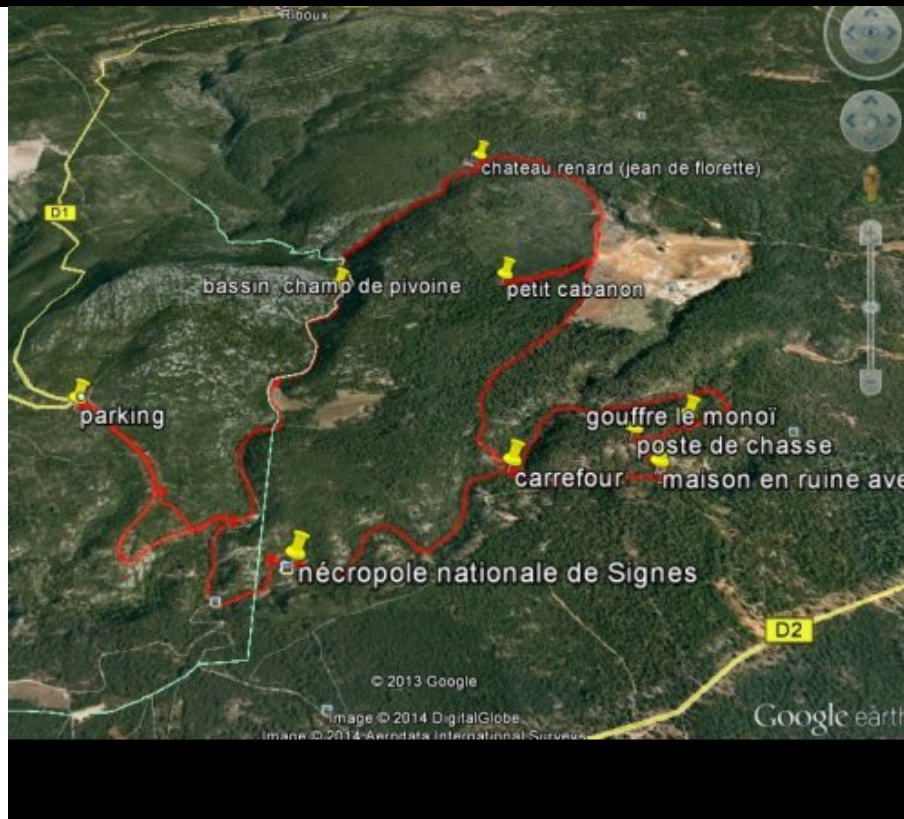 Riboux
chateau renard (jean de florette)
D1
bassin ,champ de pivoine
petit cabanon
parking
gouffre le monoï
poste de chasse
carrefour
maison en ruine ave
nécropole nationale de Signes
D2
© 2013 Google
Image © 2014 DigitalGlobe
Image © 2014 Aerodata International Surveys
Google earth